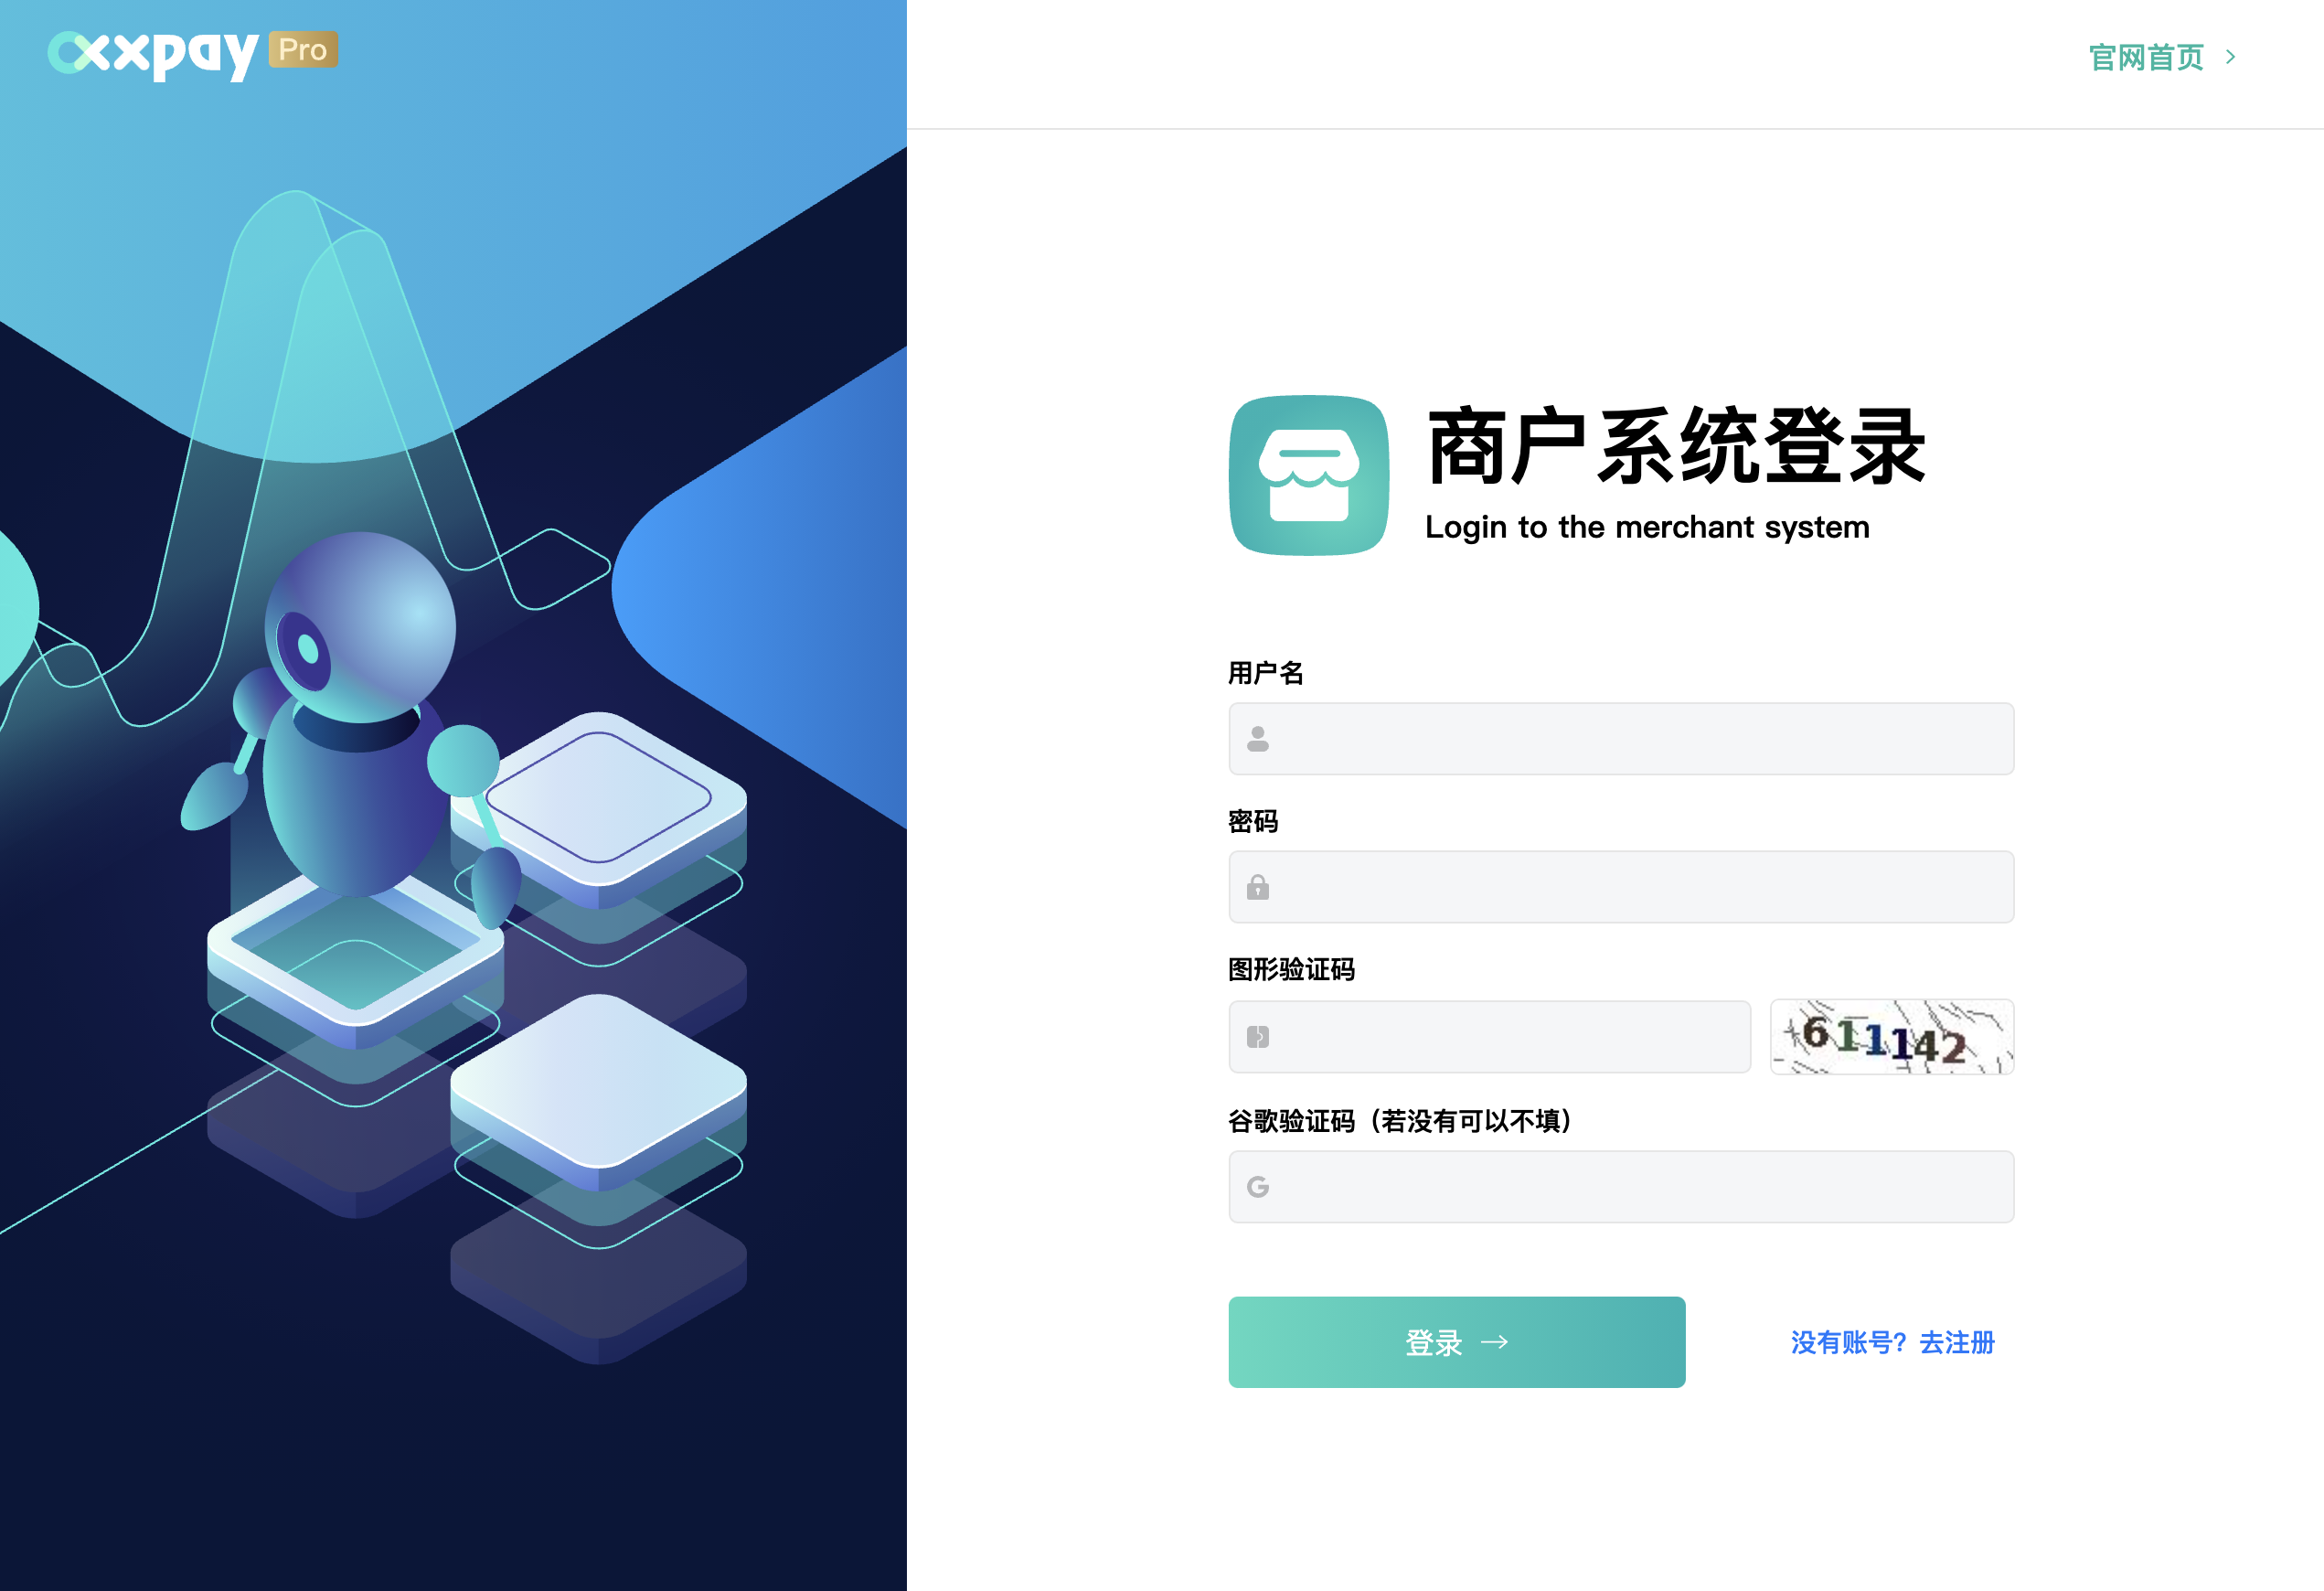 xxpay Pro
官网首页
商户系统登录
Login to the merchant system
用户名
密码
图形验证码
611142
谷歌验证码（若没有可以不填）
登录
没有账号？去注册